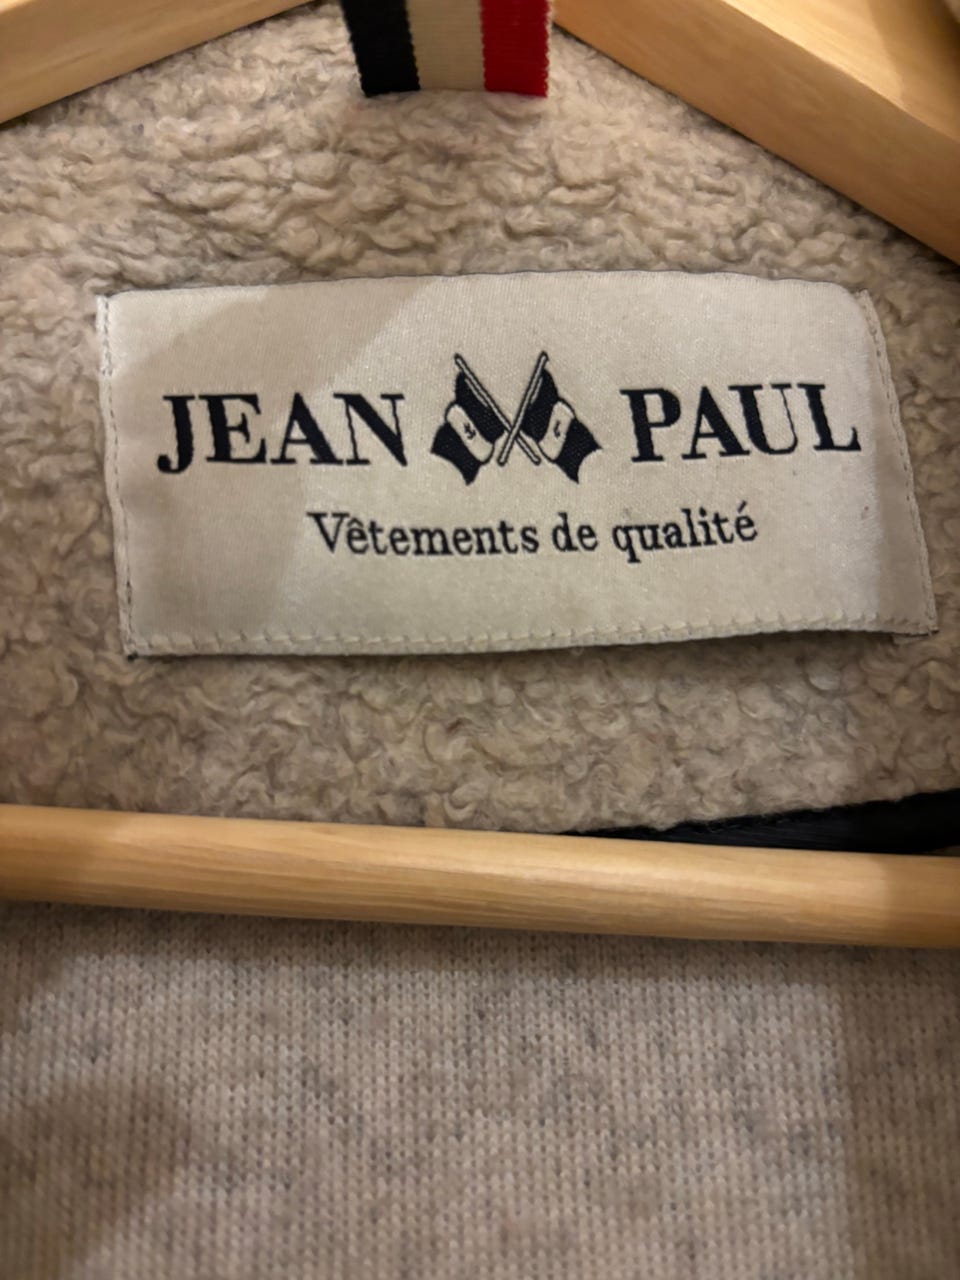 JEAN PAUL
Vêtements de qualité